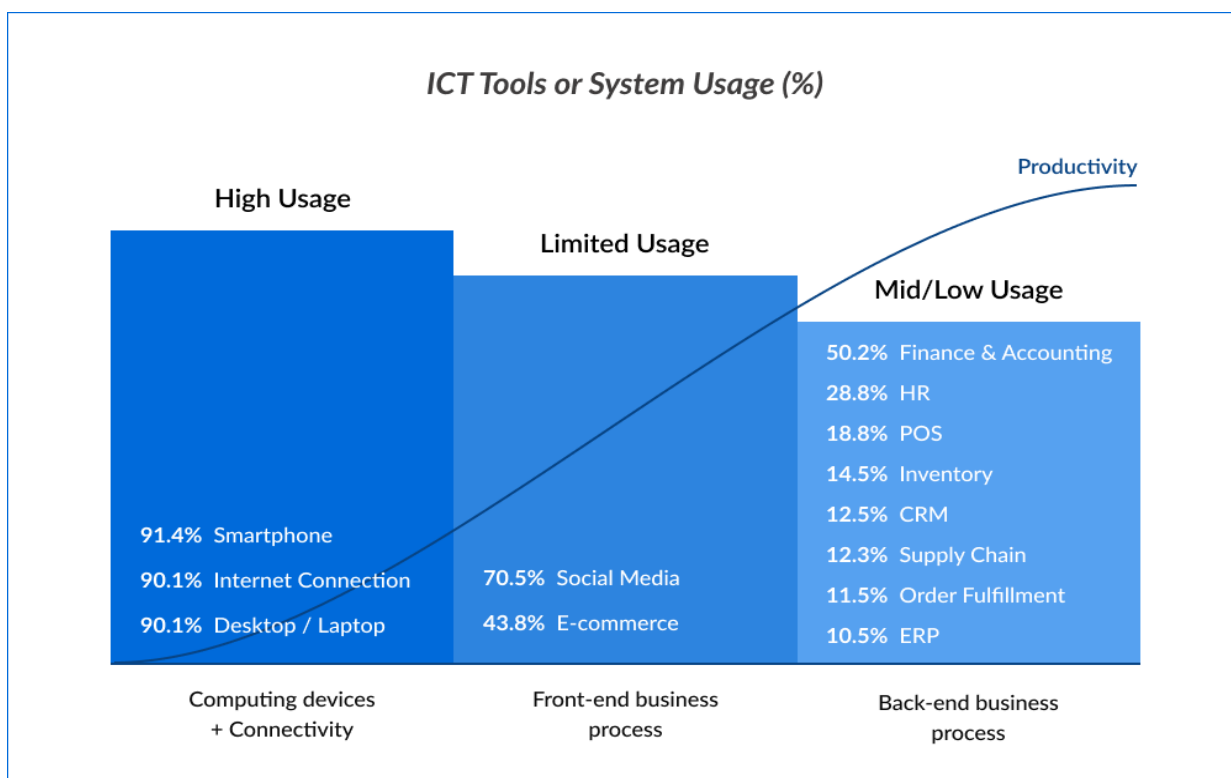 ICT Tools or System Usage (%)
Productivity
High Usage
Limited Usage
Mid/Low Usage
91.4% Smartphone
90.1% Internet Connection
90.1% Desktop / Laptop
70.5% Social Media
43.8% E-commerce
50.2% Finance & Accounting
28.8% HR
18.8% POS
14.5% Inventory
12.5% CRM
12.3% Supply Chain
11.5% Order Fulfillment
10.5% ERP
Computing devices
+ Connectivity
Front-end business
process
Back-end business
process